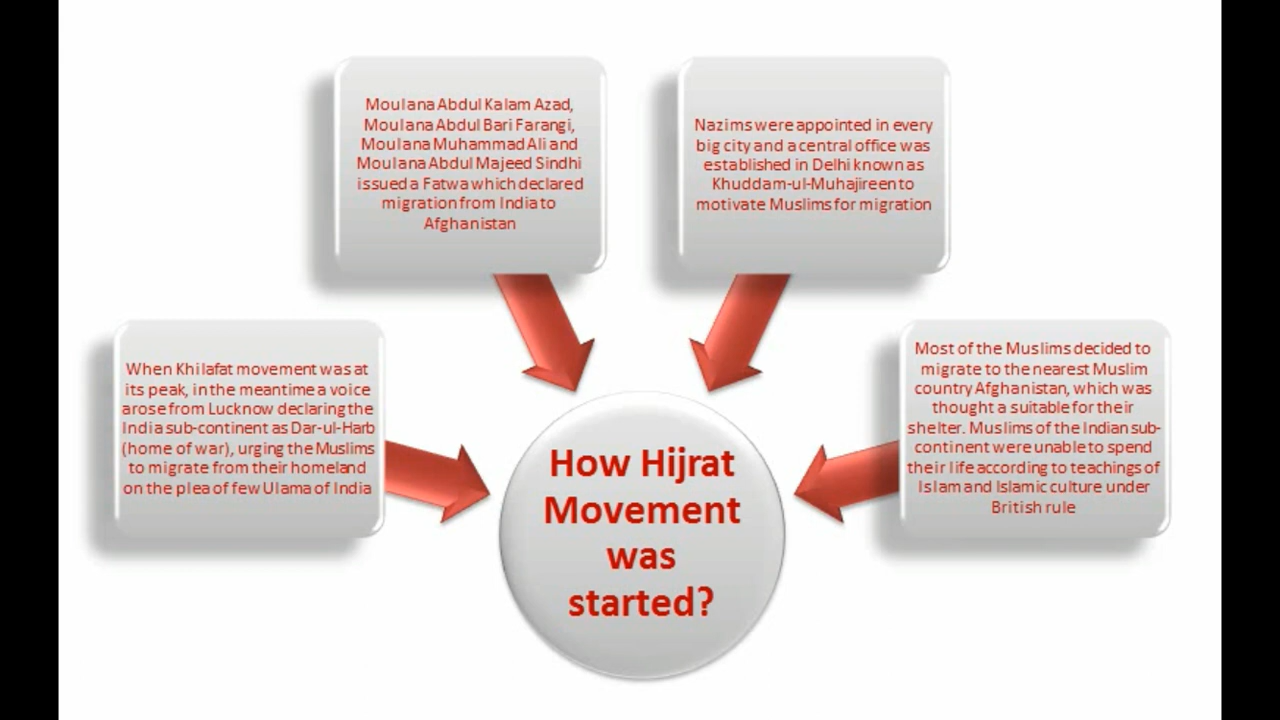 Moulana Abdul Kalam Azad,
Moulana Abdul Bari Farangi,
Moulana Muhammad Ali and
Moulana Abdul Majeed Sindhi
issued a Fatwa which declared
migration from India to
Afghanistan
Nazims were appointed in every
big city and a central office was
established in Delhi known as
Khuddam-ul-Muhajireen to
motivate Muslims for migration
When Khilafat movement was at
its peak, in the meantime a voice
arose from Lucknow declaring the
India sub-continent as Dar-ul-Harb
(home of war), urging the Muslims
to migrate from their homeland
on the plea of few Ulama of India
Most of the Muslims decided to
migrate to the nearest Muslim
country Afghanistan, which was
thought a suitable for their
shelter. Muslims of the Indian sub-
continent were unable to spend
their life according to teachings of
Islam and Islamic culture under
British rule
How Hijrat
Movement
was
started?